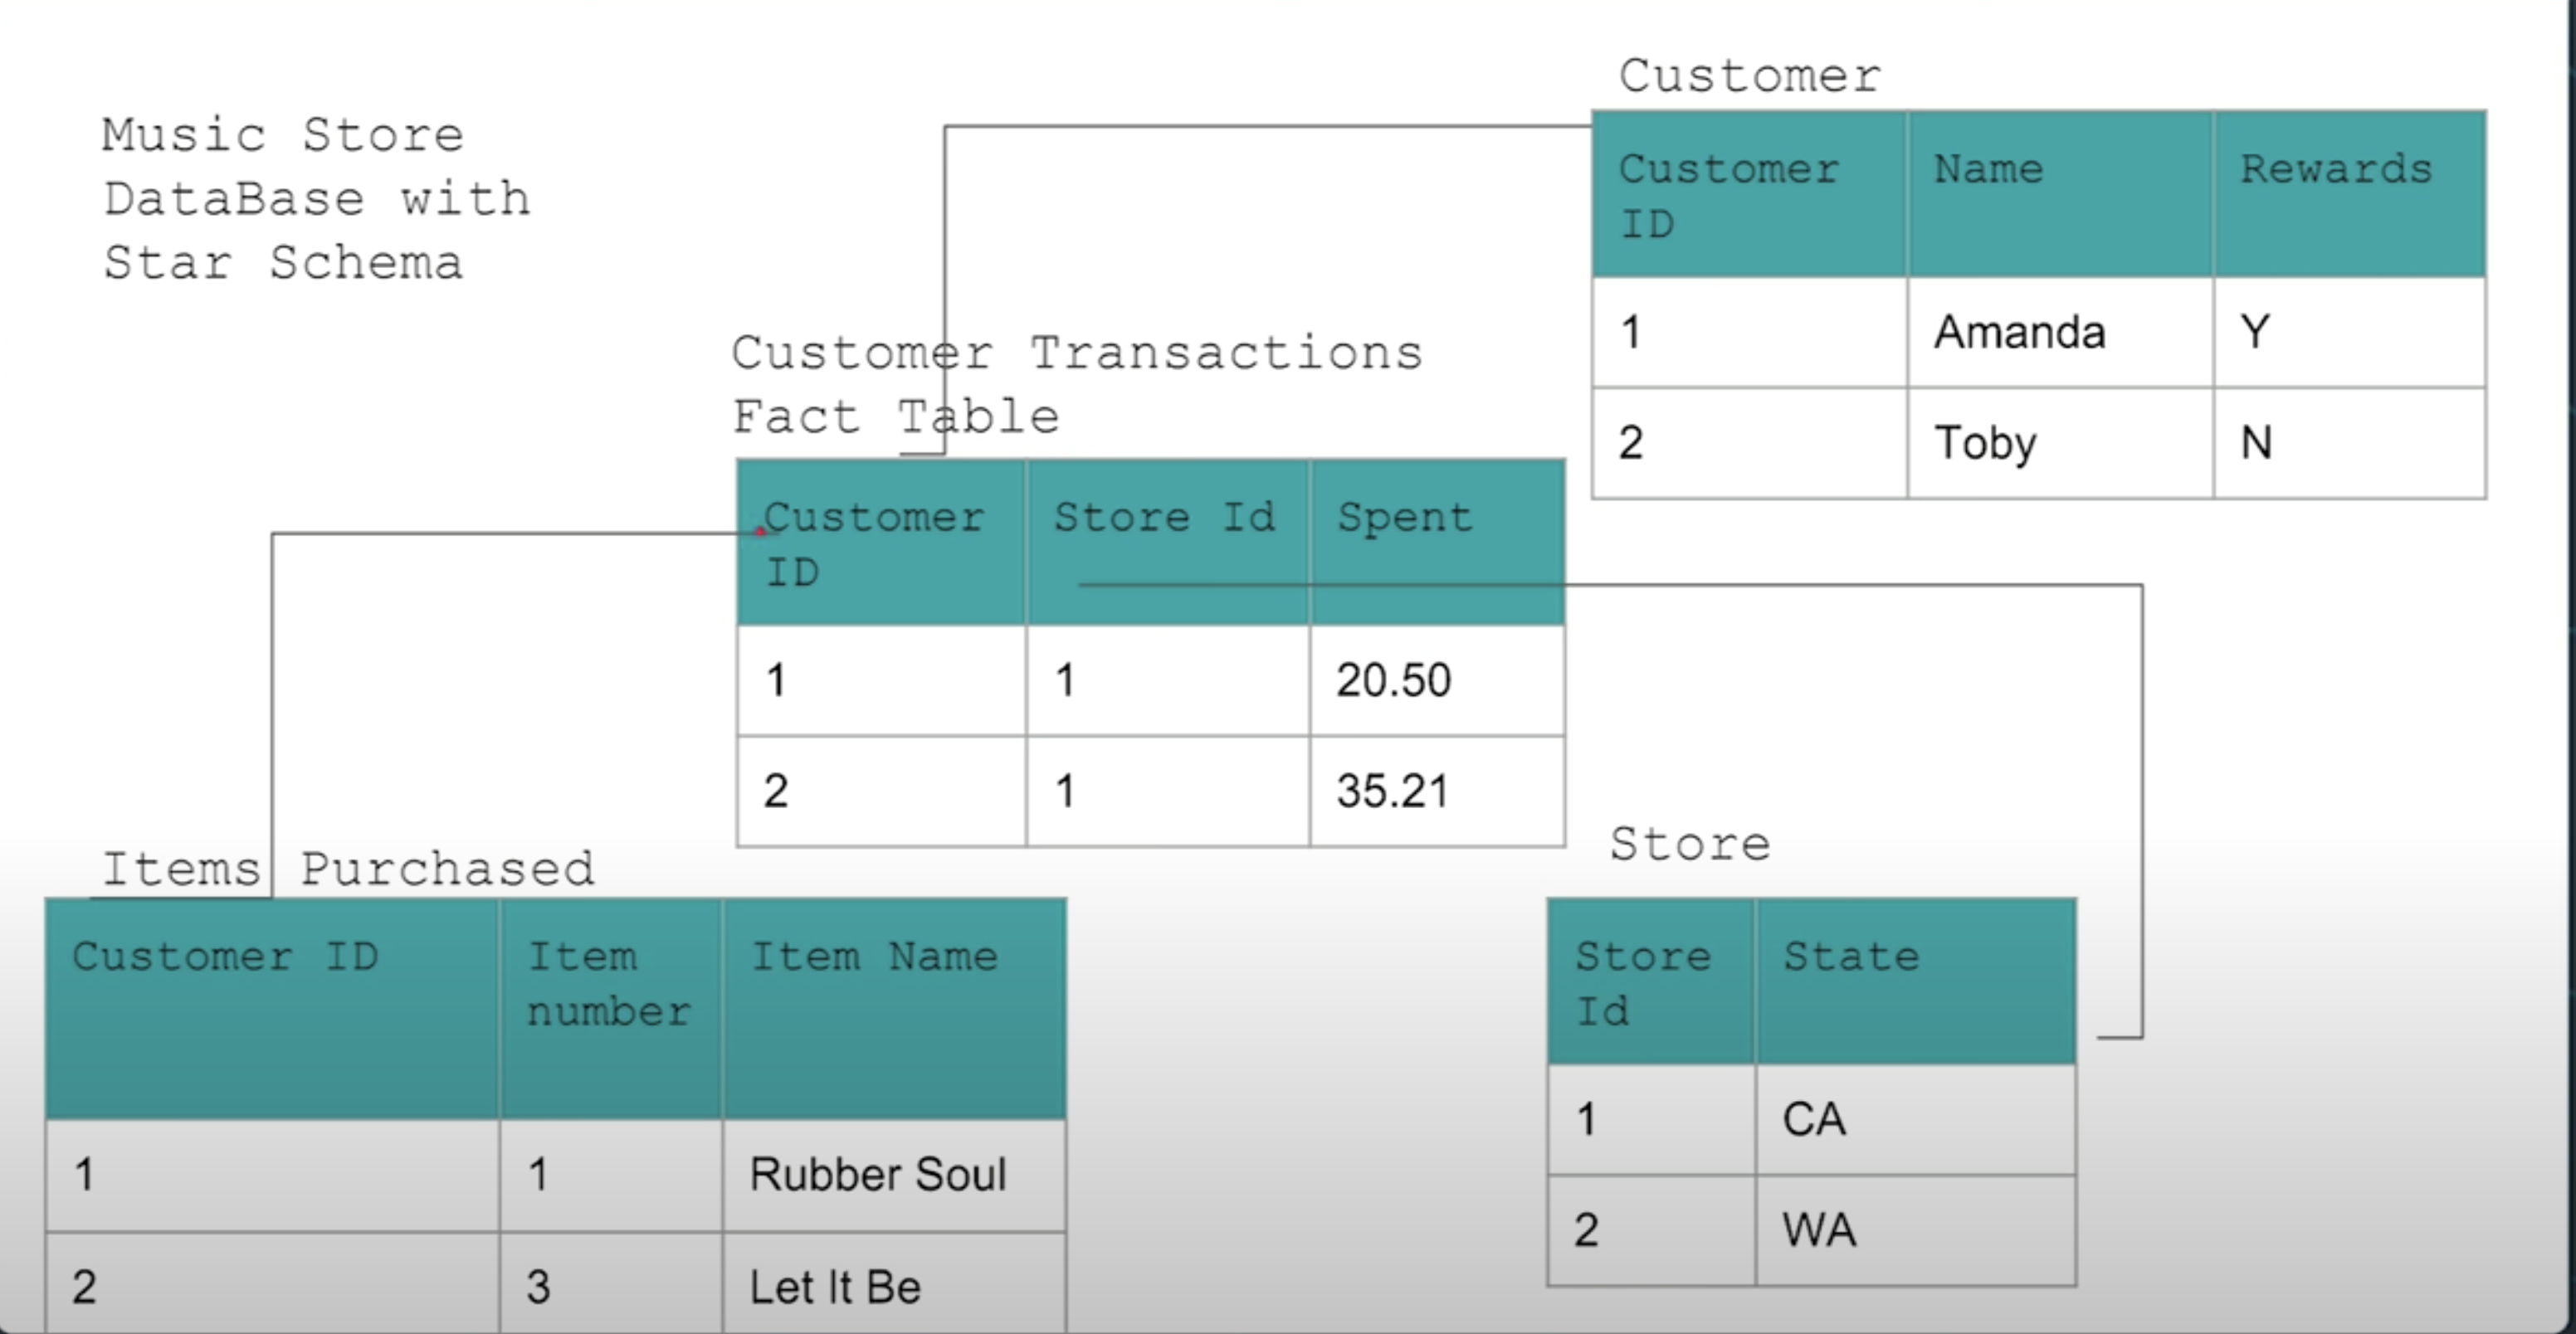 Music Store
DataBase with
Star Schema
Customer
Customer ID Name Rewards
1 Amanda Y
2 Toby N
Customer Transactions
Fact Table
Customer ID Store Id Spent
1 1 20.50
2 1 35.21
Items Purchased
Customer ID Item number Item Name
1 1 Rubber Soul
2 3 Let It Be
Store
Store Id State
1 CA
2 WA